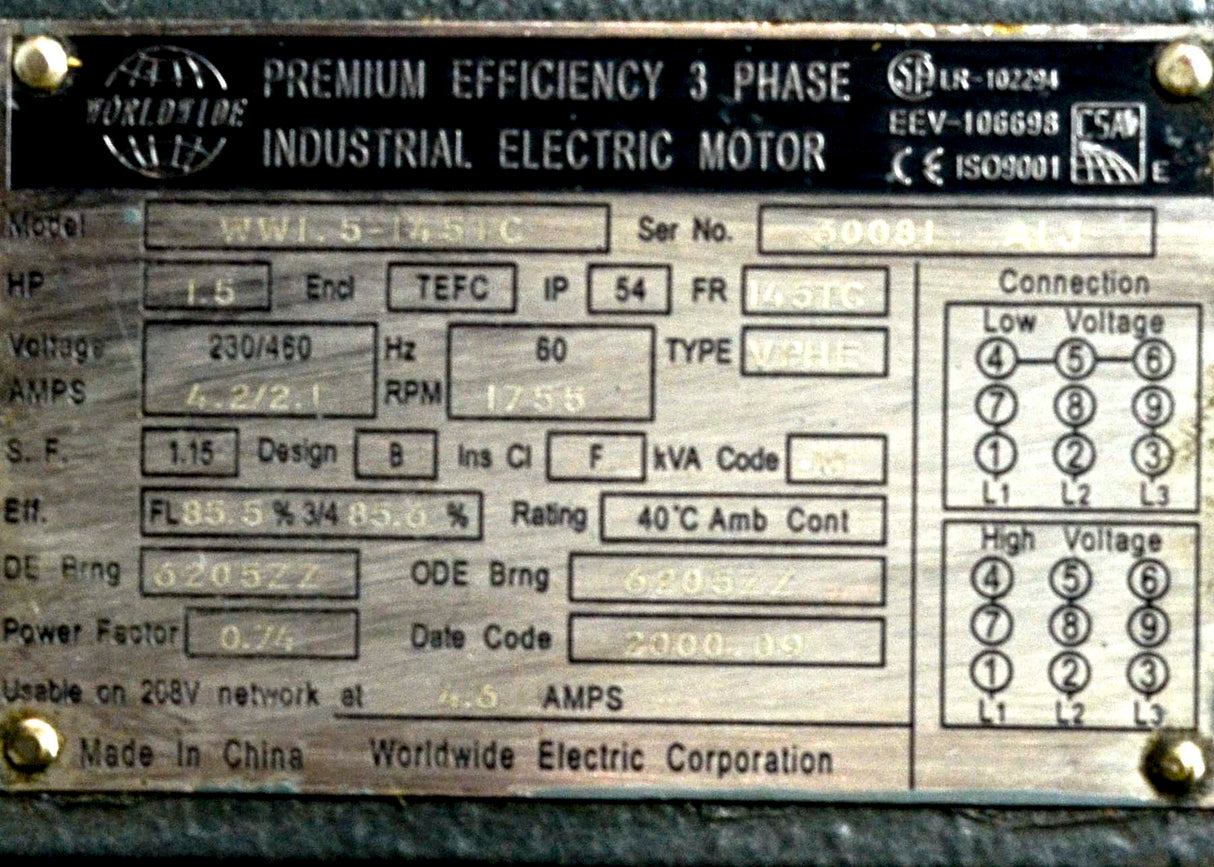 WORLDWIDE
PREMIUM EFFICIENCY 3 PHASE
INDUSTRIAL ELECTRIC MOTOR
SA LR-102294
EEV-106698 CSA
CE ISO9001 E
Model WW1.5-145TC Ser No. 30081 ALJ
HP 1.5 Encl TEFC IP 54 FR 145TC
Voltage 230/460 Hz 60 TYPE
AMPS 4.2/2.1 RPM 1755
S. F. 1.15 Design B Ins Cl F kVA Code
Eff. FL 85.5 % 3/4 85.6 % Rating 40°C Amb Cont
DE Brng 6205ZZ ODE Brng 6205ZZ
Power Factor 0.74 Date Code 2000.09
Usable on 208V network at 4.6 AMPS
Made In China Worldwide Electric Corporation
Connection
Low Voltage
4 5 6
7 8 9
1 2 3
L1 L2 L3
High Voltage
4 5 6
7 8 9
1 2 3
L1 L2 L3